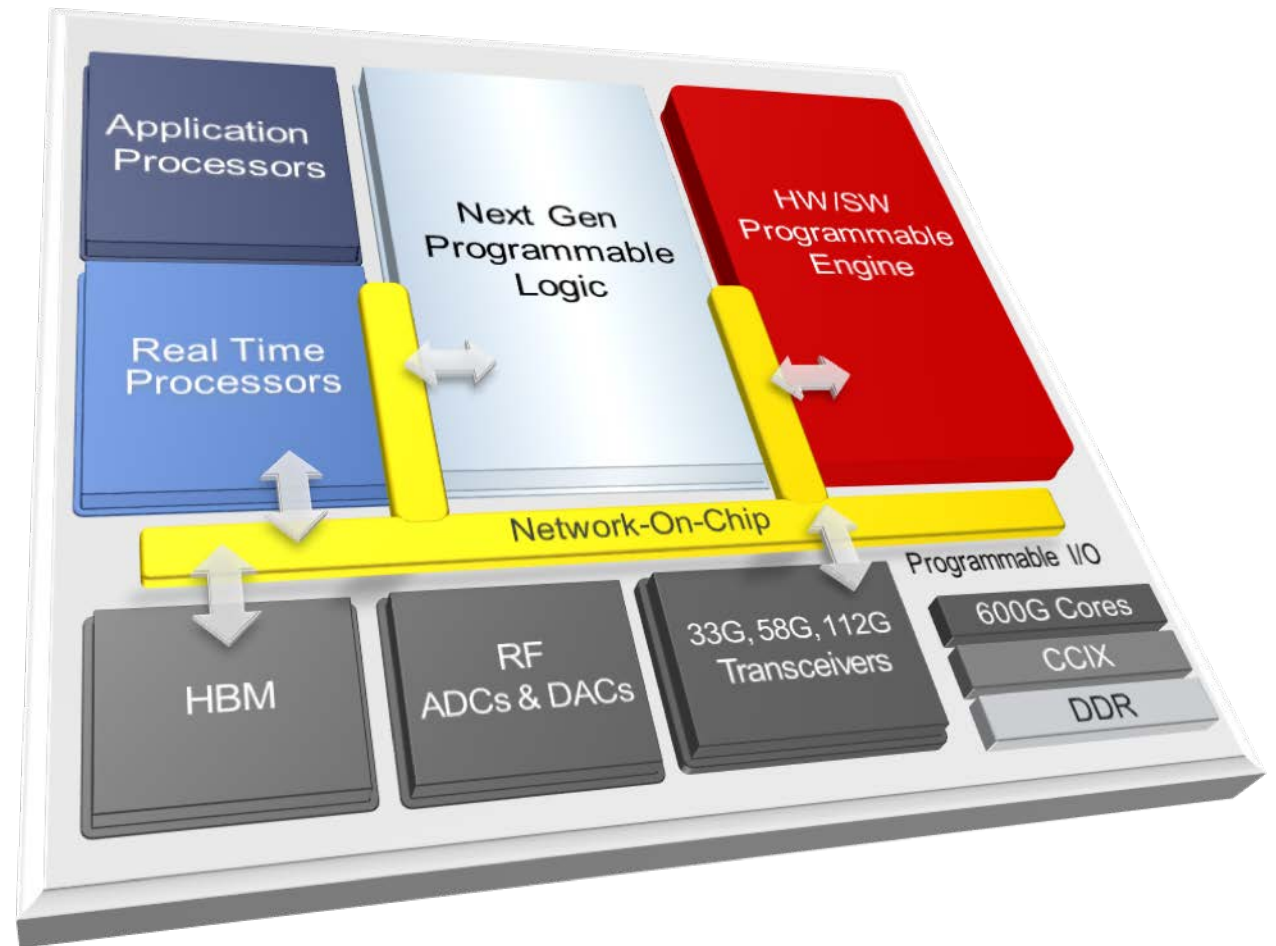 Application
Processors
Next Gen
Programmable
Logic
HW/SW
Programmable
Engine
Real Time
Processors
Network-On-Chip
Programmable I/O
HBM
RF
ADCs & DACs
33G, 58G, 112G
Transceivers
600G Cores
CCIX
DDR